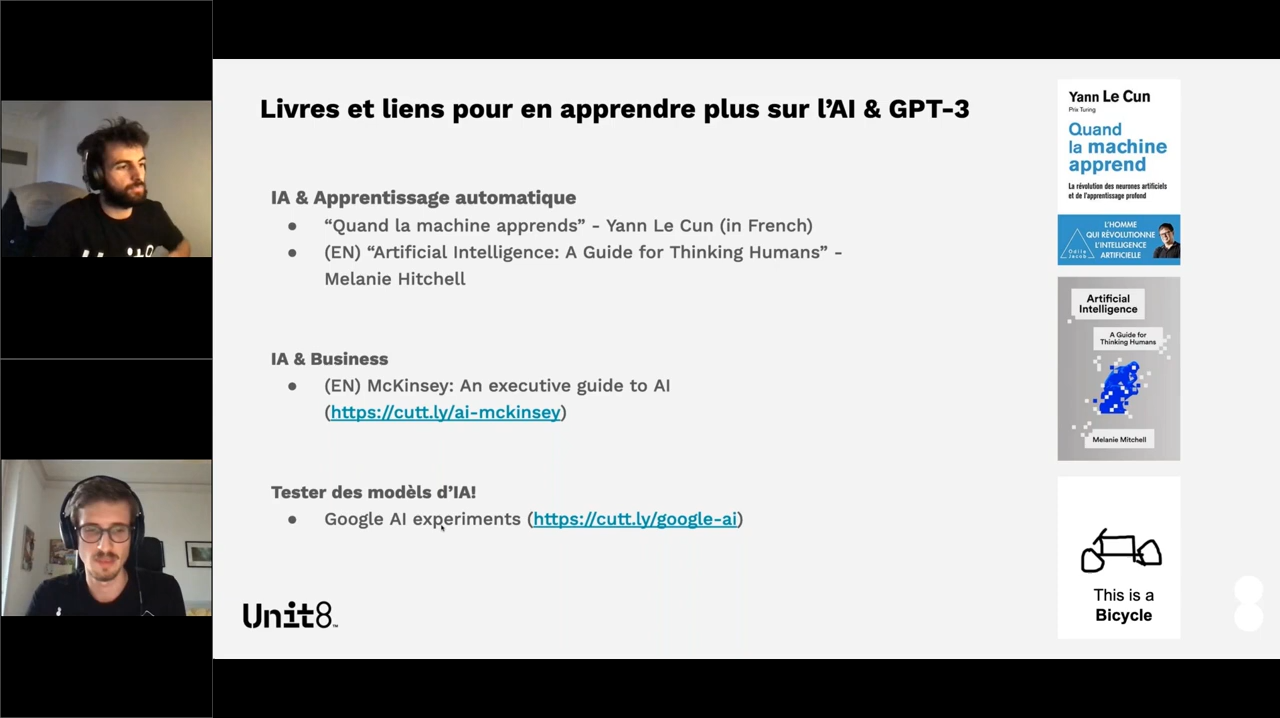 Livres et liens pour en apprendre plus sur l’AI & GPT-3
IA & Apprentissage automatique
● “Quand la machine apprends” - Yann Le Cun (in French)
● (EN) “Artificial Intelligence: A Guide for Thinking Humans” -
Melanie Hitchell
IA & Business
● (EN) McKinsey: An executive guide to AI
(https://cutt.ly/ai-mckinsey)
Tester des modèls d’IA!
● Google AI experiments (https://cutt.ly/google-ai)
Unit8™
Yann Le Cun
Prix Turing
Quand
la machine
apprend
La révolution des neurones artificiels
et de l’apprentissage profond
L’HOMME
QUI RÉVOLUTIONNE
L’INTELLIGENCE
ARTIFICIELLE
Odile
Jacob
Artificial
Intelligence
A Guide for
Thinking Humans
Melanie Mitchell
This is a
Bicycle